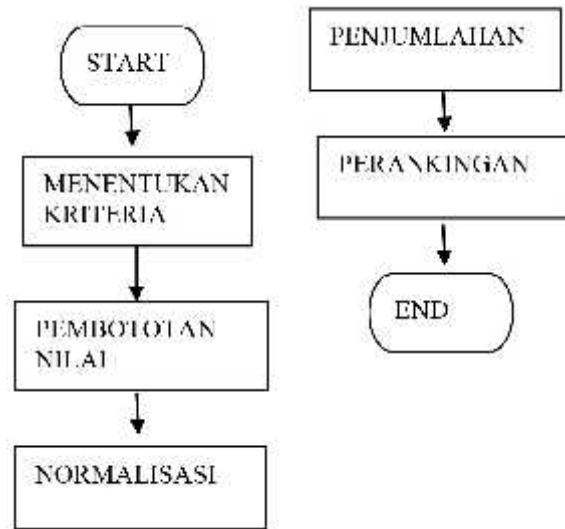 START
MENENTUKAN
KRITERIA
PEMBOTOTAN
NILAI
NORMALISASI
PENJUMLAHAN
PERANKINGAN
END